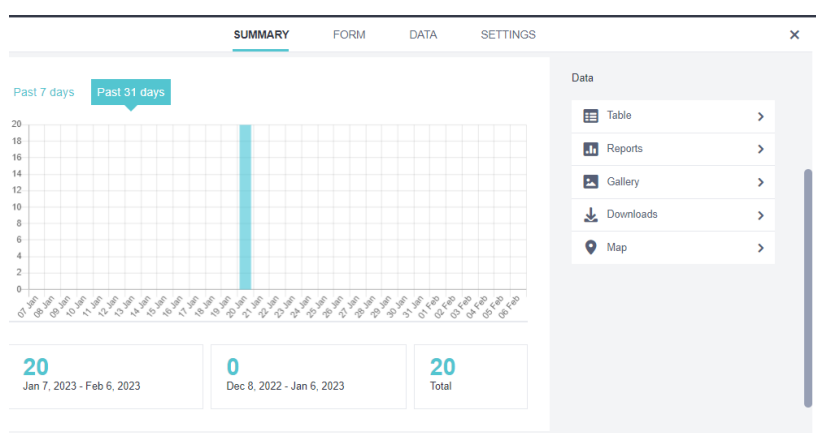 SUMMARY FORM DATA SETTINGS
Past 7 days Past 31 days
20
18
16
14
12
10
8
6
4
2
0
07 Jan 08 Jan 09 Jan 10 Jan 11 Jan 12 Jan 13 Jan 14 Jan 15 Jan 16 Jan 17 Jan 18 Jan 19 Jan 20 Jan 21 Jan 22 Jan 23 Jan 24 Jan 25 Jan 26 Jan 27 Jan 28 Jan 29 Jan 30 Jan 31 Jan 01 Feb 02 Feb 03 Feb 04 Feb 05 Feb 06 Feb
20
Jan 7, 2023 - Feb 6, 2023
0
Dec 8, 2022 - Jan 6, 2023
20
Total
Data
Table
Reports
Gallery
Downloads
Map